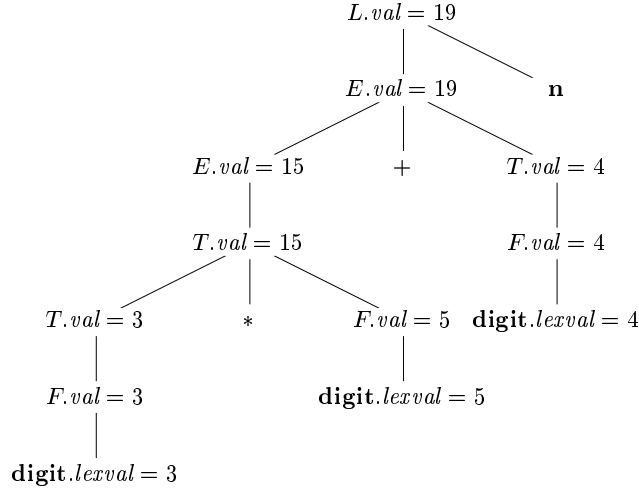 L.val = 19
E.val = 19 n
E.val = 15 + T.val = 4
T.val = 15 F.val = 4
T.val = 3 * F.val = 5 digit.lexval = 4
F.val = 3 digit.lexval = 5
digit.lexval = 3